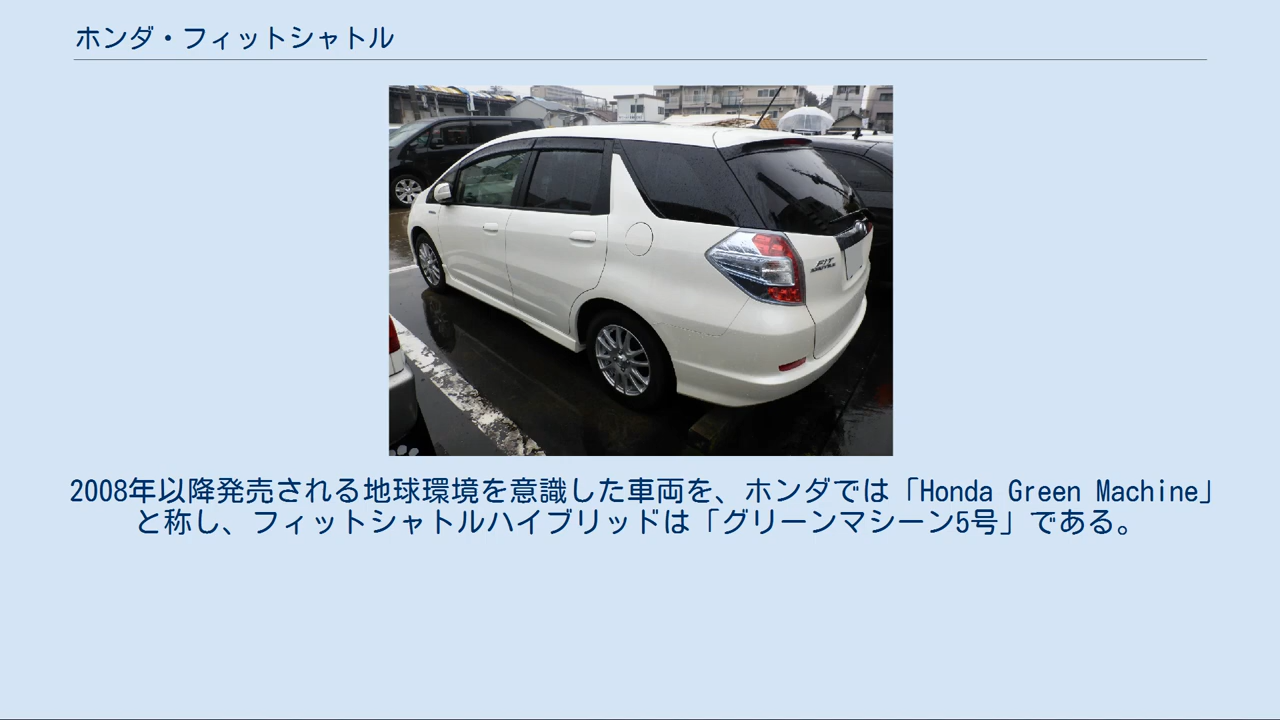 ホンダ・フィットシャトル
FIT
2008年以降発売される地球環境を意識した車両を、ホンダでは「Honda Green Machine」
と称し、フィットシャトルハイブリッドは「グリーンマシーン5号」である。